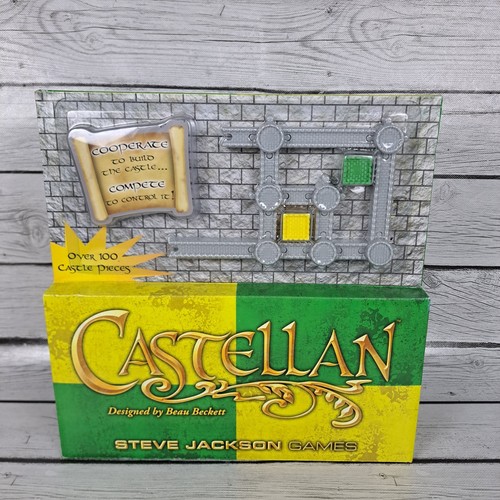 COOPERATE
TO BUILD
THE CASTLE...
COMPETE
TO CONTROL IT!
OVER 100
CASTLE PIECES
CASTELLAN
Designed by Beau Beckett
STEVE JACKSON GAMES